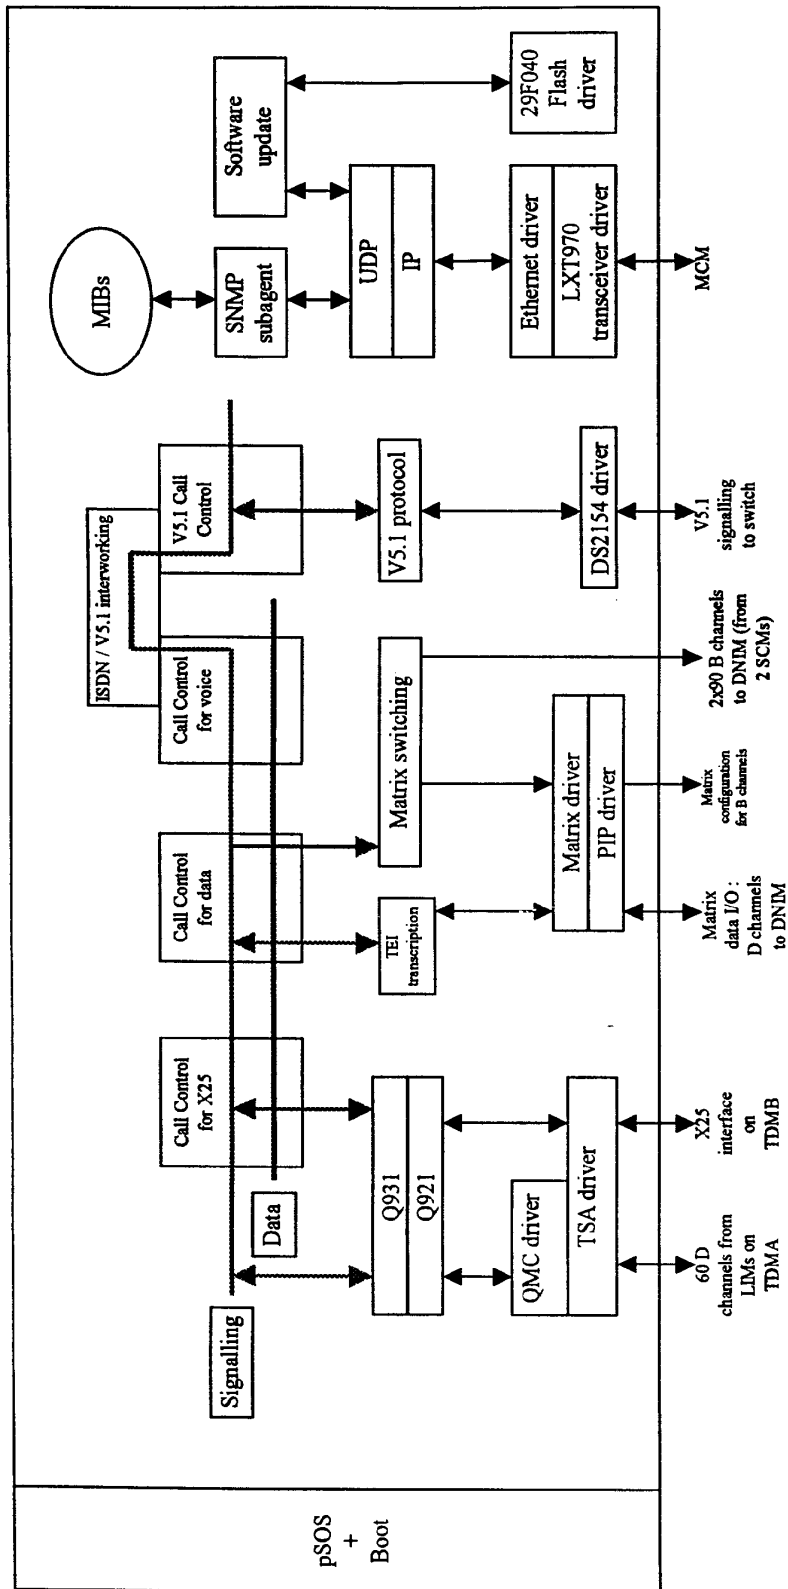 pSOS
+
Boot
Signalling
Data
Call Control
for X25
Call Control
for data
Call Control
for voice
ISDN / V5.1 interworking
V5.1 Call
Control
MIBs
SNMP
subagent
Software
update
Q931
Q921
TEI
transcription
Matrix switching
V5.1 protocol
UDP
IP
QMC driver
TSA driver
Matrix driver
PIP driver
DS2154 driver
Ethernet driver
LXT970
transceiver driver
29F040
Flash
driver
60 D
channels from
LIMs on
TDMA
X25
interface
on
TDMB
Matrix
data I/O :
D channels
to DNIM
Matrix
configuration
for B channels
2x90 B channels
to DNIM (from
2 SCMs)
V5.1
signalling
to switch
MCM